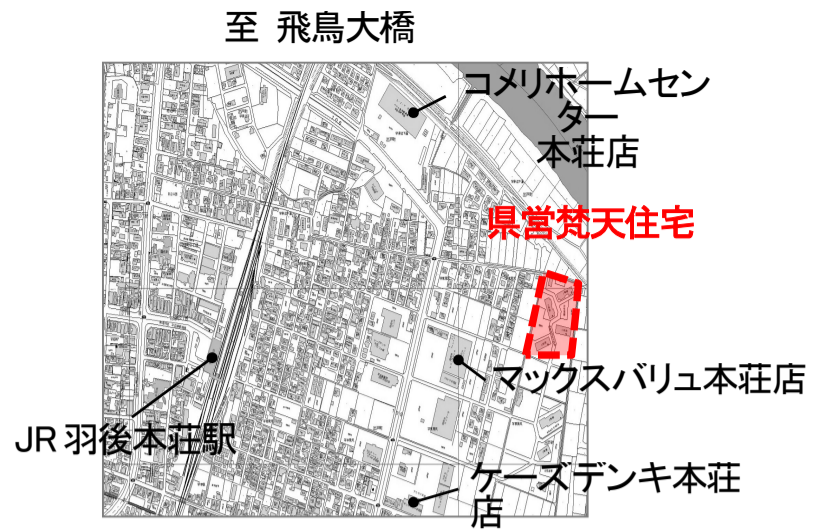 至 飛鳥大橋
コメリホームセン
ター
本荘店
県営梵天住宅
マックスバリュ本荘店
JR 羽後本荘駅
ケーズデンキ本荘
店